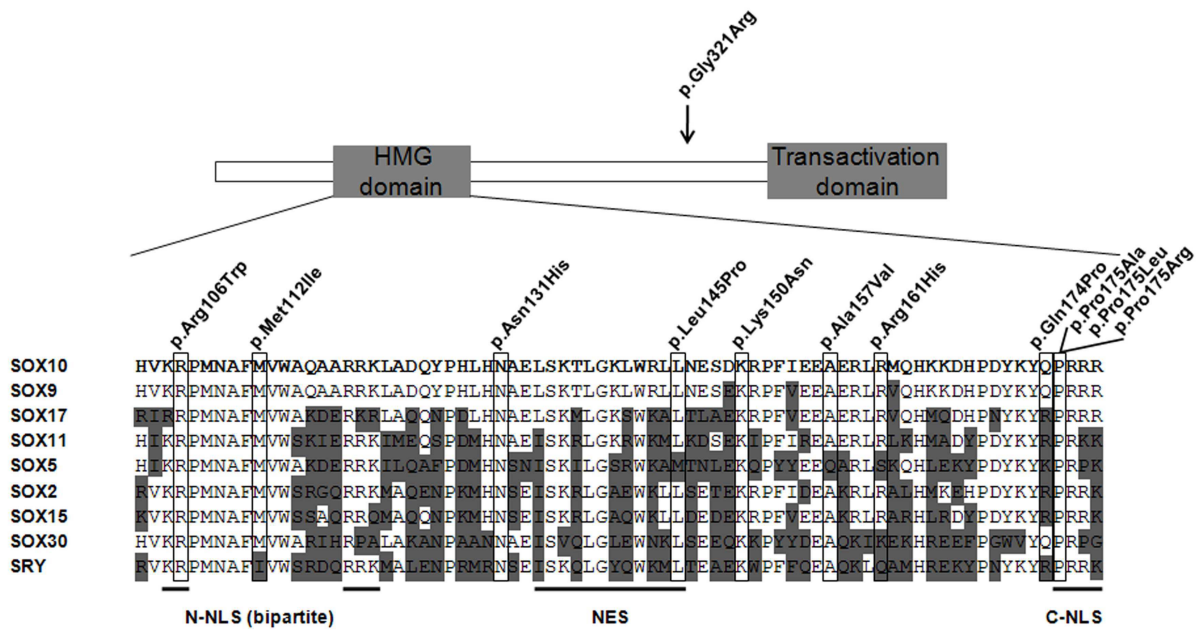 p.Gly321Arg
HMG
domain
Transactivation
domain
p.Arg106Trp
p.Met112Ile
p.Asn131His
p.Leu145Pro
p.Lys150Asn
p.Ala157Val
p.Arg161His
p.Gln174Pro
p.Pro175Ala
p.Pro175Leu
p.Pro175Arg
SOX10 HVKRPMNAFMVWAQAARRKLADQYPHLHNAELSKTLGKLWRLLNESDKRPFIEEAERLRMQHKKDHPDYKYQPRRR
SOX9 HVKRPMNAFMVWAQAARRKLADQYPHLHNAELSKTLGKLWRLLNESEKRPFVEEAERLRVQHKKDHPDYKYQPRRR
SOX17 RIRRPMNAFMVWAKDERKRLAQQNPDLHNAELSKMLGKSWKALTLAEKRPFVEEAERLRVQHMQDHPNYKYRPRRR
SOX11 HIKRPMNAFMVWSKIERRKIMEQSPDMHNAEISKRLGKRWKMLKDSEKIPFIREAERLRLKHMADYPDYKYRPRKK
SOX5 HIKRPMNAFMVWAKDERRKILQAFPDMHNSNISKILGSRWKAMTNLEKQPYYEEQARLSKQHLEKYPDYKYKPRPK
SOX2 RVKRPMNAFMVWSRGQRRKMAQENPKMHNSEISKRLGAEWKLLSETEKRPFIDEAKRLRALHMKEHPDYKYRPRRK
SOX15 KVKRPMNAFMVWSSAQRRQMAQQNPKMHNSEISKRLGAQWKLLDEDEKRPFVEEAKRLRARHLRDYPDYKYRPRRK
SOX30 HVKRPMNAFMVWARIHRPALAKANPAANNAEISVQLGLEWNKLSEEQKKPYYDEAQKIKEKHREEFPGWVYQPRPG
SRY RVKRPMNAFIVWSRDQRRKMALENPRMRNSEISKQLGYQWKMLTEAEKWPFFQEAQKLQAMHREKYPNYKYRPRRK
N-NLS (bipartite) NES C-NLS